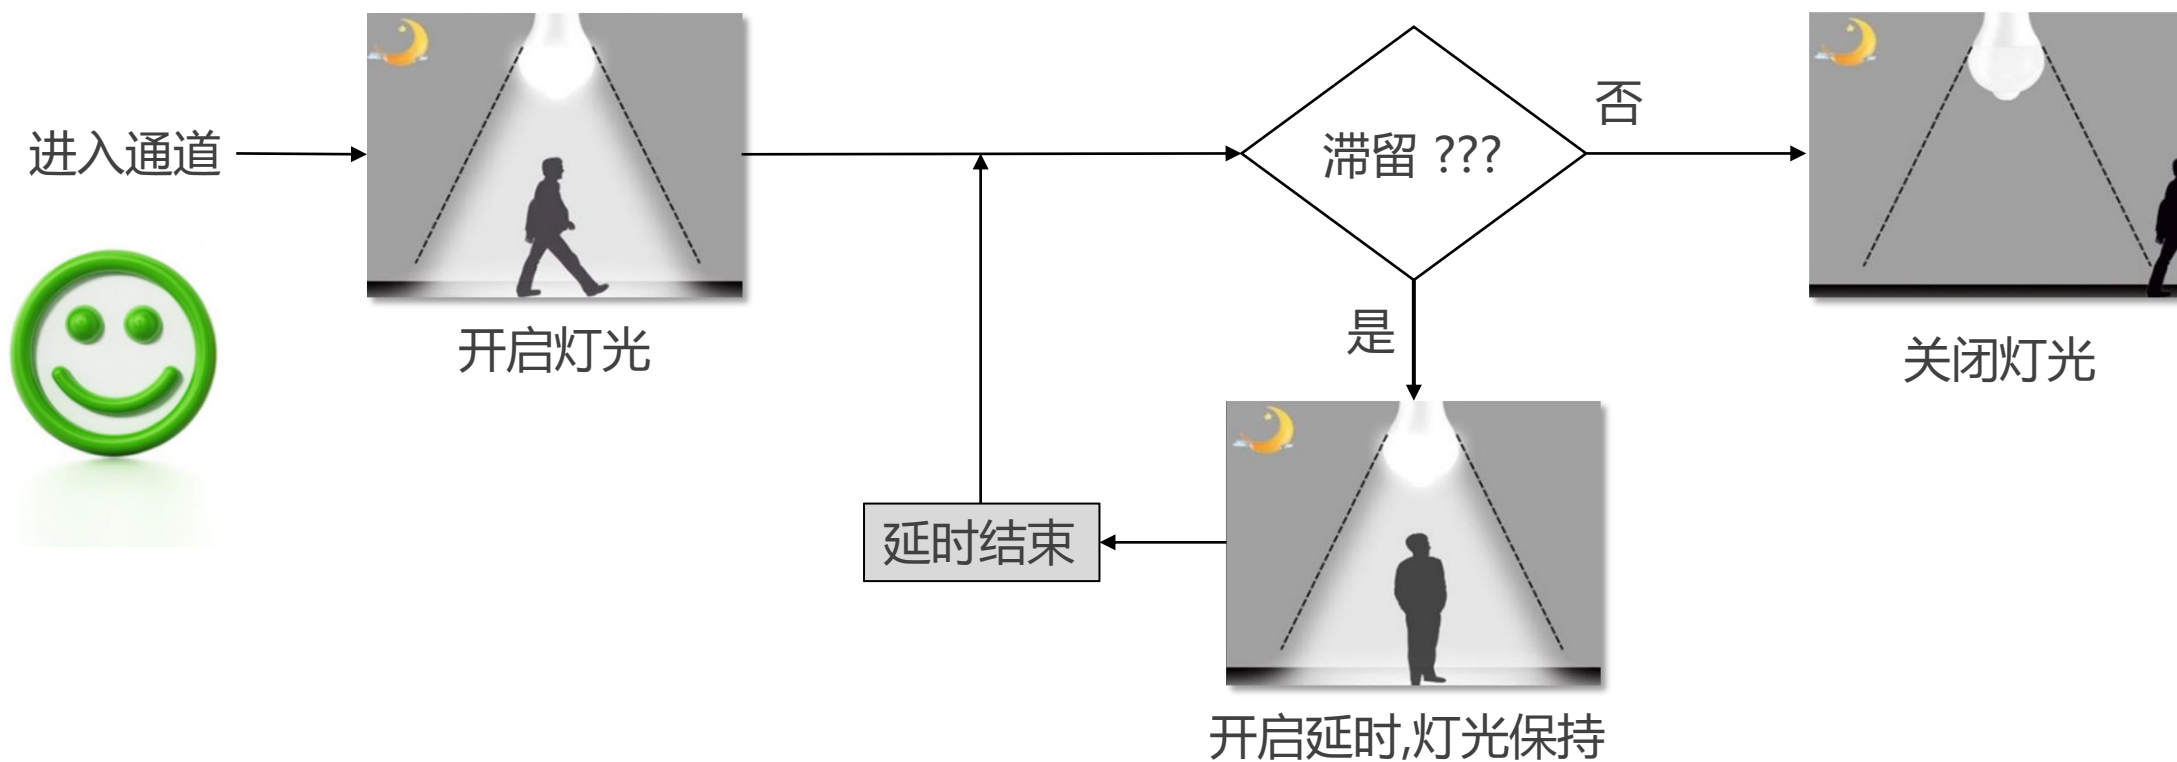 进入通道
开启灯光
滞留 ???
否
是
关闭灯光
延时结束
开启延时,灯光保持